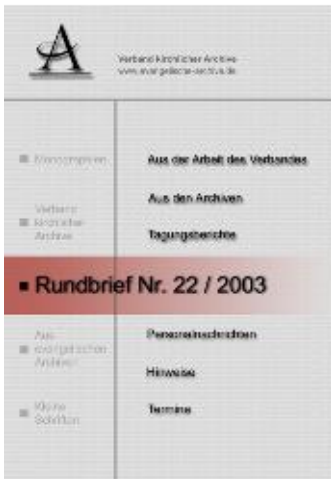 A
Verband kirchlicher Archive
www.evangelische-archive.de
Monographien
Aus der Arbeit des Verbandes
Aus den Archiven
Verband
kirchlicher
Archive
Tagungsberichte
Rundbrief Nr. 22 / 2003
Aus
evangelischen
Archiven
Personalnachrichten
Hinweise
Kleine
Schriften
Termine